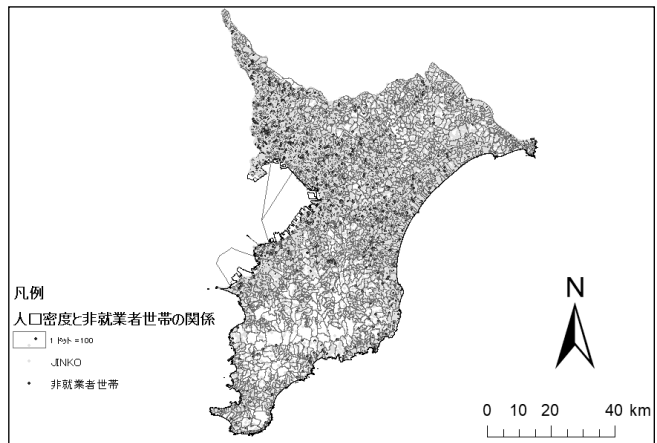 凡例
人口密度と非就業者世帯の関係
1 ドット = 100
JINKO
非就業者世帯
N
0 10 20 40 km